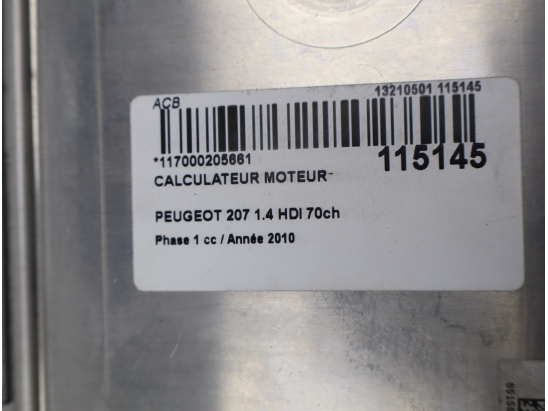 ACB
13210501 115145
*117000205661
115145
CALCULATEUR MOTEUR-
PEUGEOT 207 1.4 HDI 70ch
Phase 1 cc / Année 2010